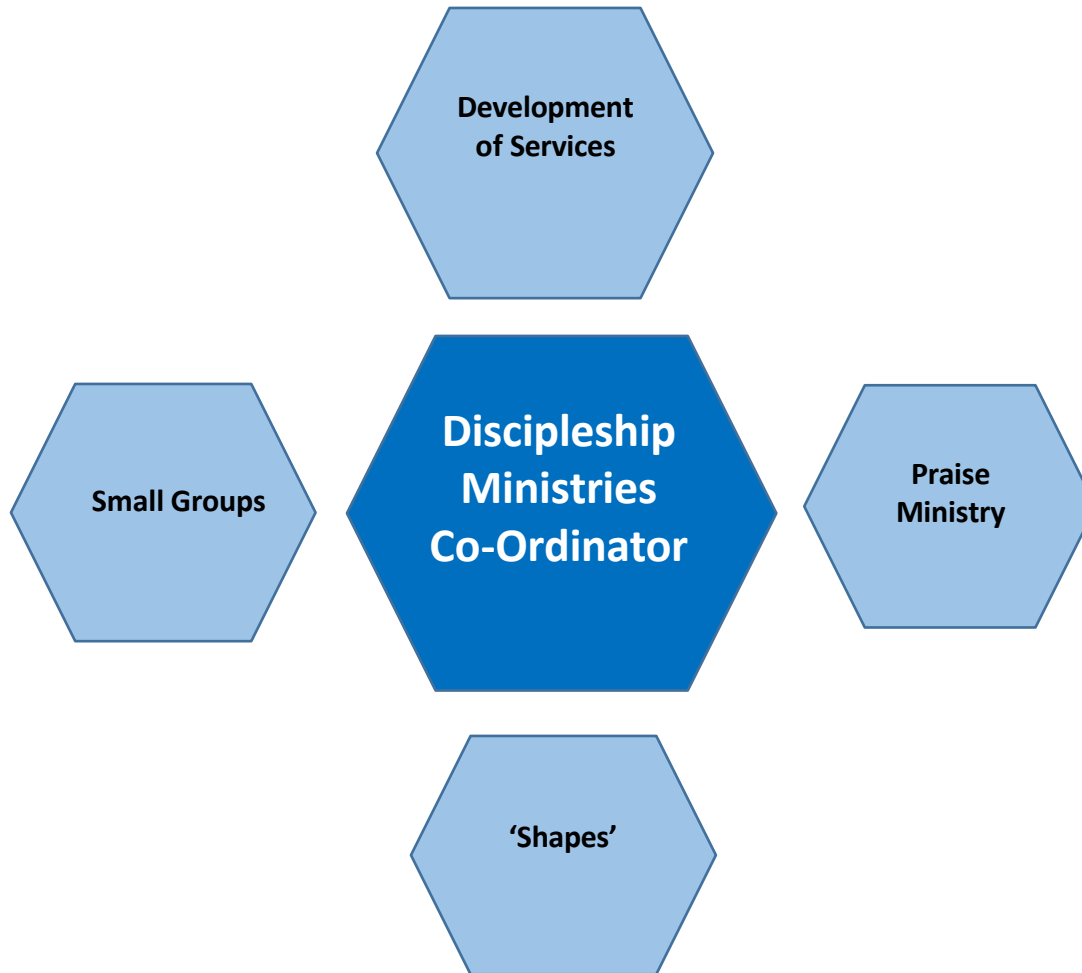 Development
of Services
Discipleship
Ministries
Co-Ordinator
Small Groups
Praise
Ministry
‘Shapes’